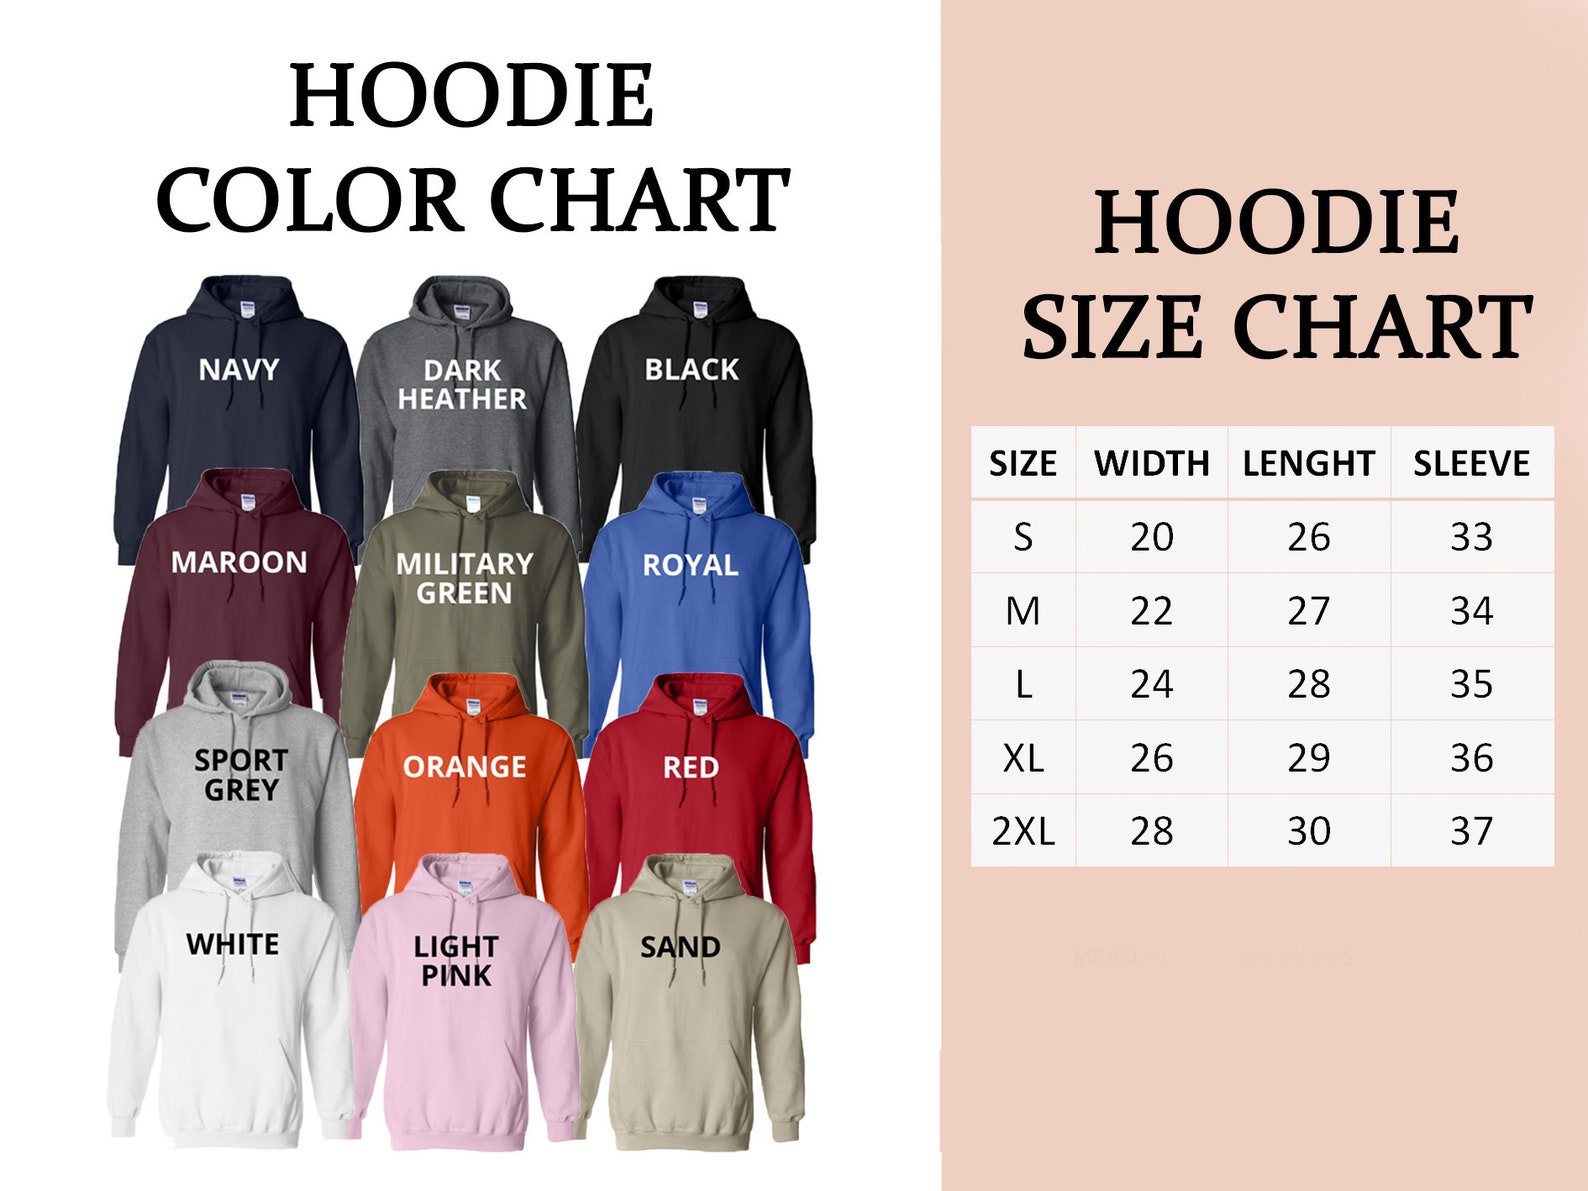 HOODIE
COLOR CHART
NAVY
DARK
HEATHER
BLACK
MAROON
MILITARY
GREEN
ROYAL
SPORT
GREY
ORANGE
RED
WHITE
LIGHT
PINK
SAND
HOODIE
SIZE CHART
SIZE WIDTH LENGHT SLEEVE
S 20 26 33
M 22 27 34
L 24 28 35
XL 26 29 36
2XL 28 30 37